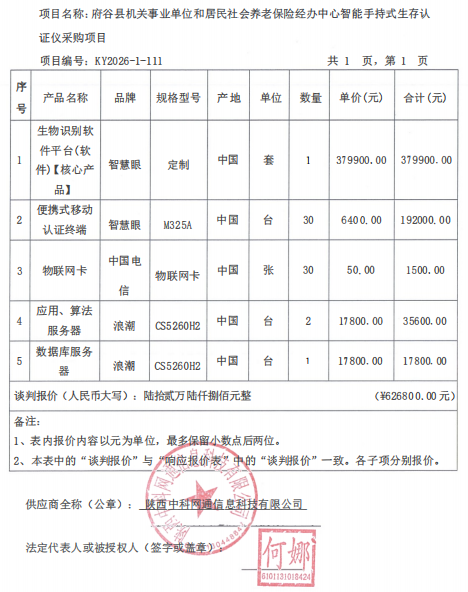 项目名称：府谷县机关事业单位和居民社会养老保险经办中心智能手持式生存认
证仪采购项目
项目编号：KY2026-1-111 共 1 页，第 1 页
序号 产品名称 品牌 规格型号 产地 单位 数量 单价(元) 合计(元)
1 生物识别软件平台(软件)【核心产品】 智慧眼 定制 中国 套 1 379900.00 379900.00
2 便携式移动认证终端 智慧眼 M325A 中国 台 30 6400.00 192000.00
3 物联网卡 中国电信 物联网卡 中国 张 30 50.00 1500.00
4 应用、算法服务器 浪潮 CS5260H2 中国 台 2 17800.00 35600.00
5 数据库服务器 浪潮 CS5260H2 中国 台 1 17800.00 17800.00
谈判报价（人民币大写）：陆拾贰万陆仟捌佰元整 (¥626800.00元)
备注：
1、表内报价内容以元为单位，最多保留小数点后两位。
2、本表中的“谈判报价”与“响应报价表”中的“谈判报价”一致。各子项分别报价。
供应商全称（公章）：陕西中科网通信息科技有限公司
法定代表人或被授权人（签字或盖章）：
何娜
6101131018424